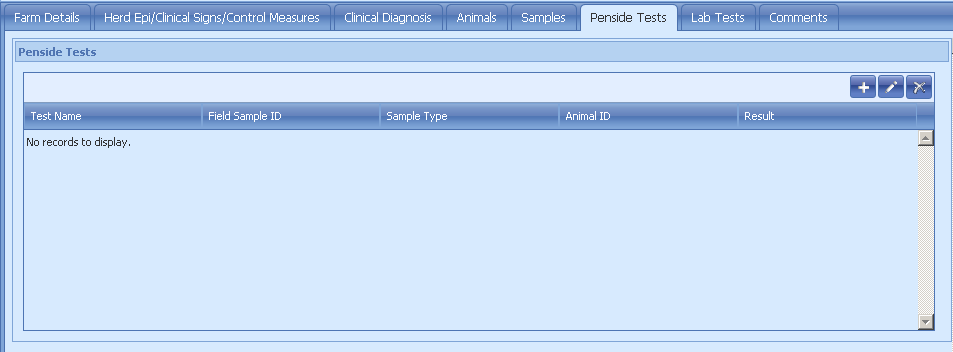 Farm Details Herd Epi/Clinical Signs/Control Measures Clinical Diagnosis Animals Samples Penside Tests Lab Tests Comments
Penside Tests
Test Name Field Sample ID Sample Type Animal ID Result
No records to display.